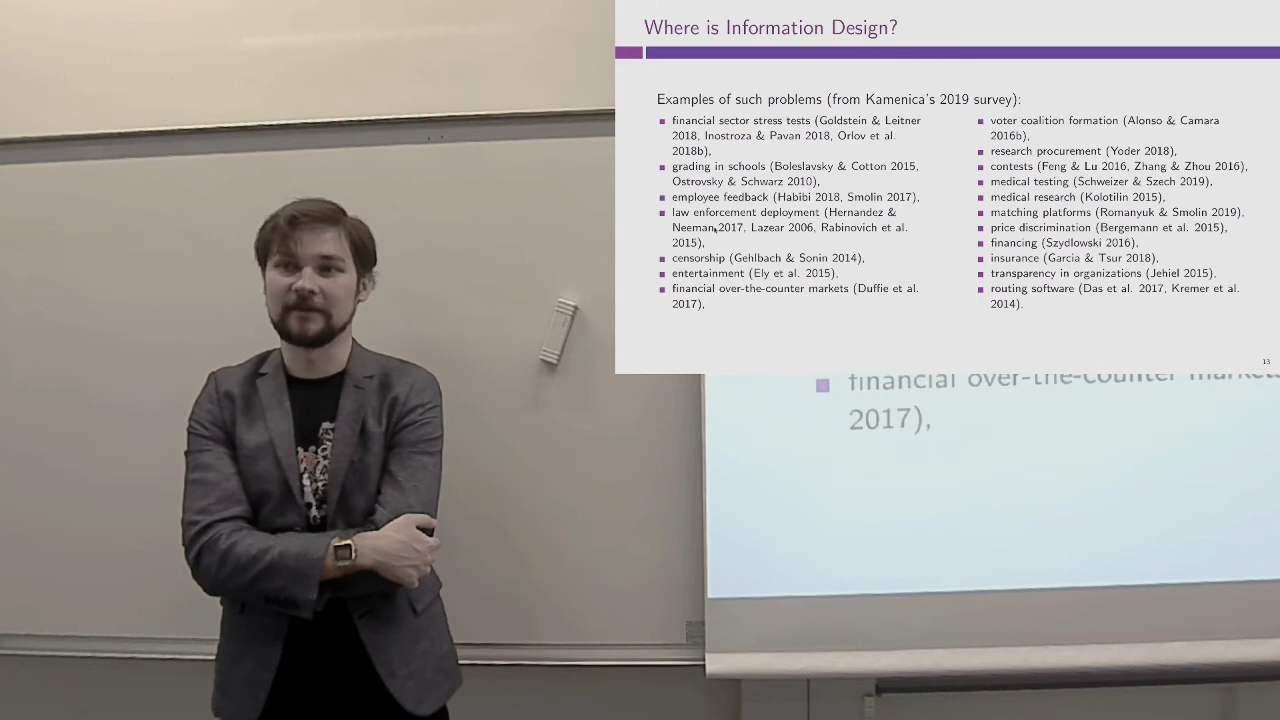 Where is Information Design?
Examples of such problems (from Kamenica's 2019 survey):
financial sector stress tests (Goldstein & Leitner
2018, Inostroza & Pavan 2018, Orlov et al.
2018b),
grading in schools (Boleslavsky & Cotton 2015,
Ostrovsky & Schwarz 2010),
employee feedback (Habibi 2018, Smolin 2017),
law enforcement deployment (Hernandez &
Neeman 2017, Lazear 2006, Rabinovich et al.
2015),
censorship (Gehlbach & Sonin 2014),
entertainment (Ely et al. 2015),
financial over-the-counter markets (Duffie et al.
2017),
voter coalition formation (Alonso & Camara
2016b),
research procurement (Yoder 2018),
contests (Feng & Lu 2016, Zhang & Zhou 2016),
medical testing (Schweizer & Szech 2019),
medical research (Kolotilin 2015),
matching platforms (Romanyuk & Smolin 2019),
price discrimination (Bergemann et al. 2015),
financing (Szydlowski 2016),
insurance (Garcia & Tsur 2018),
transparency in organizations (Jehiel 2015),
routing software (Das et al. 2017, Kremer et al.
2014).
13
financial over-the-counter markets
2017),